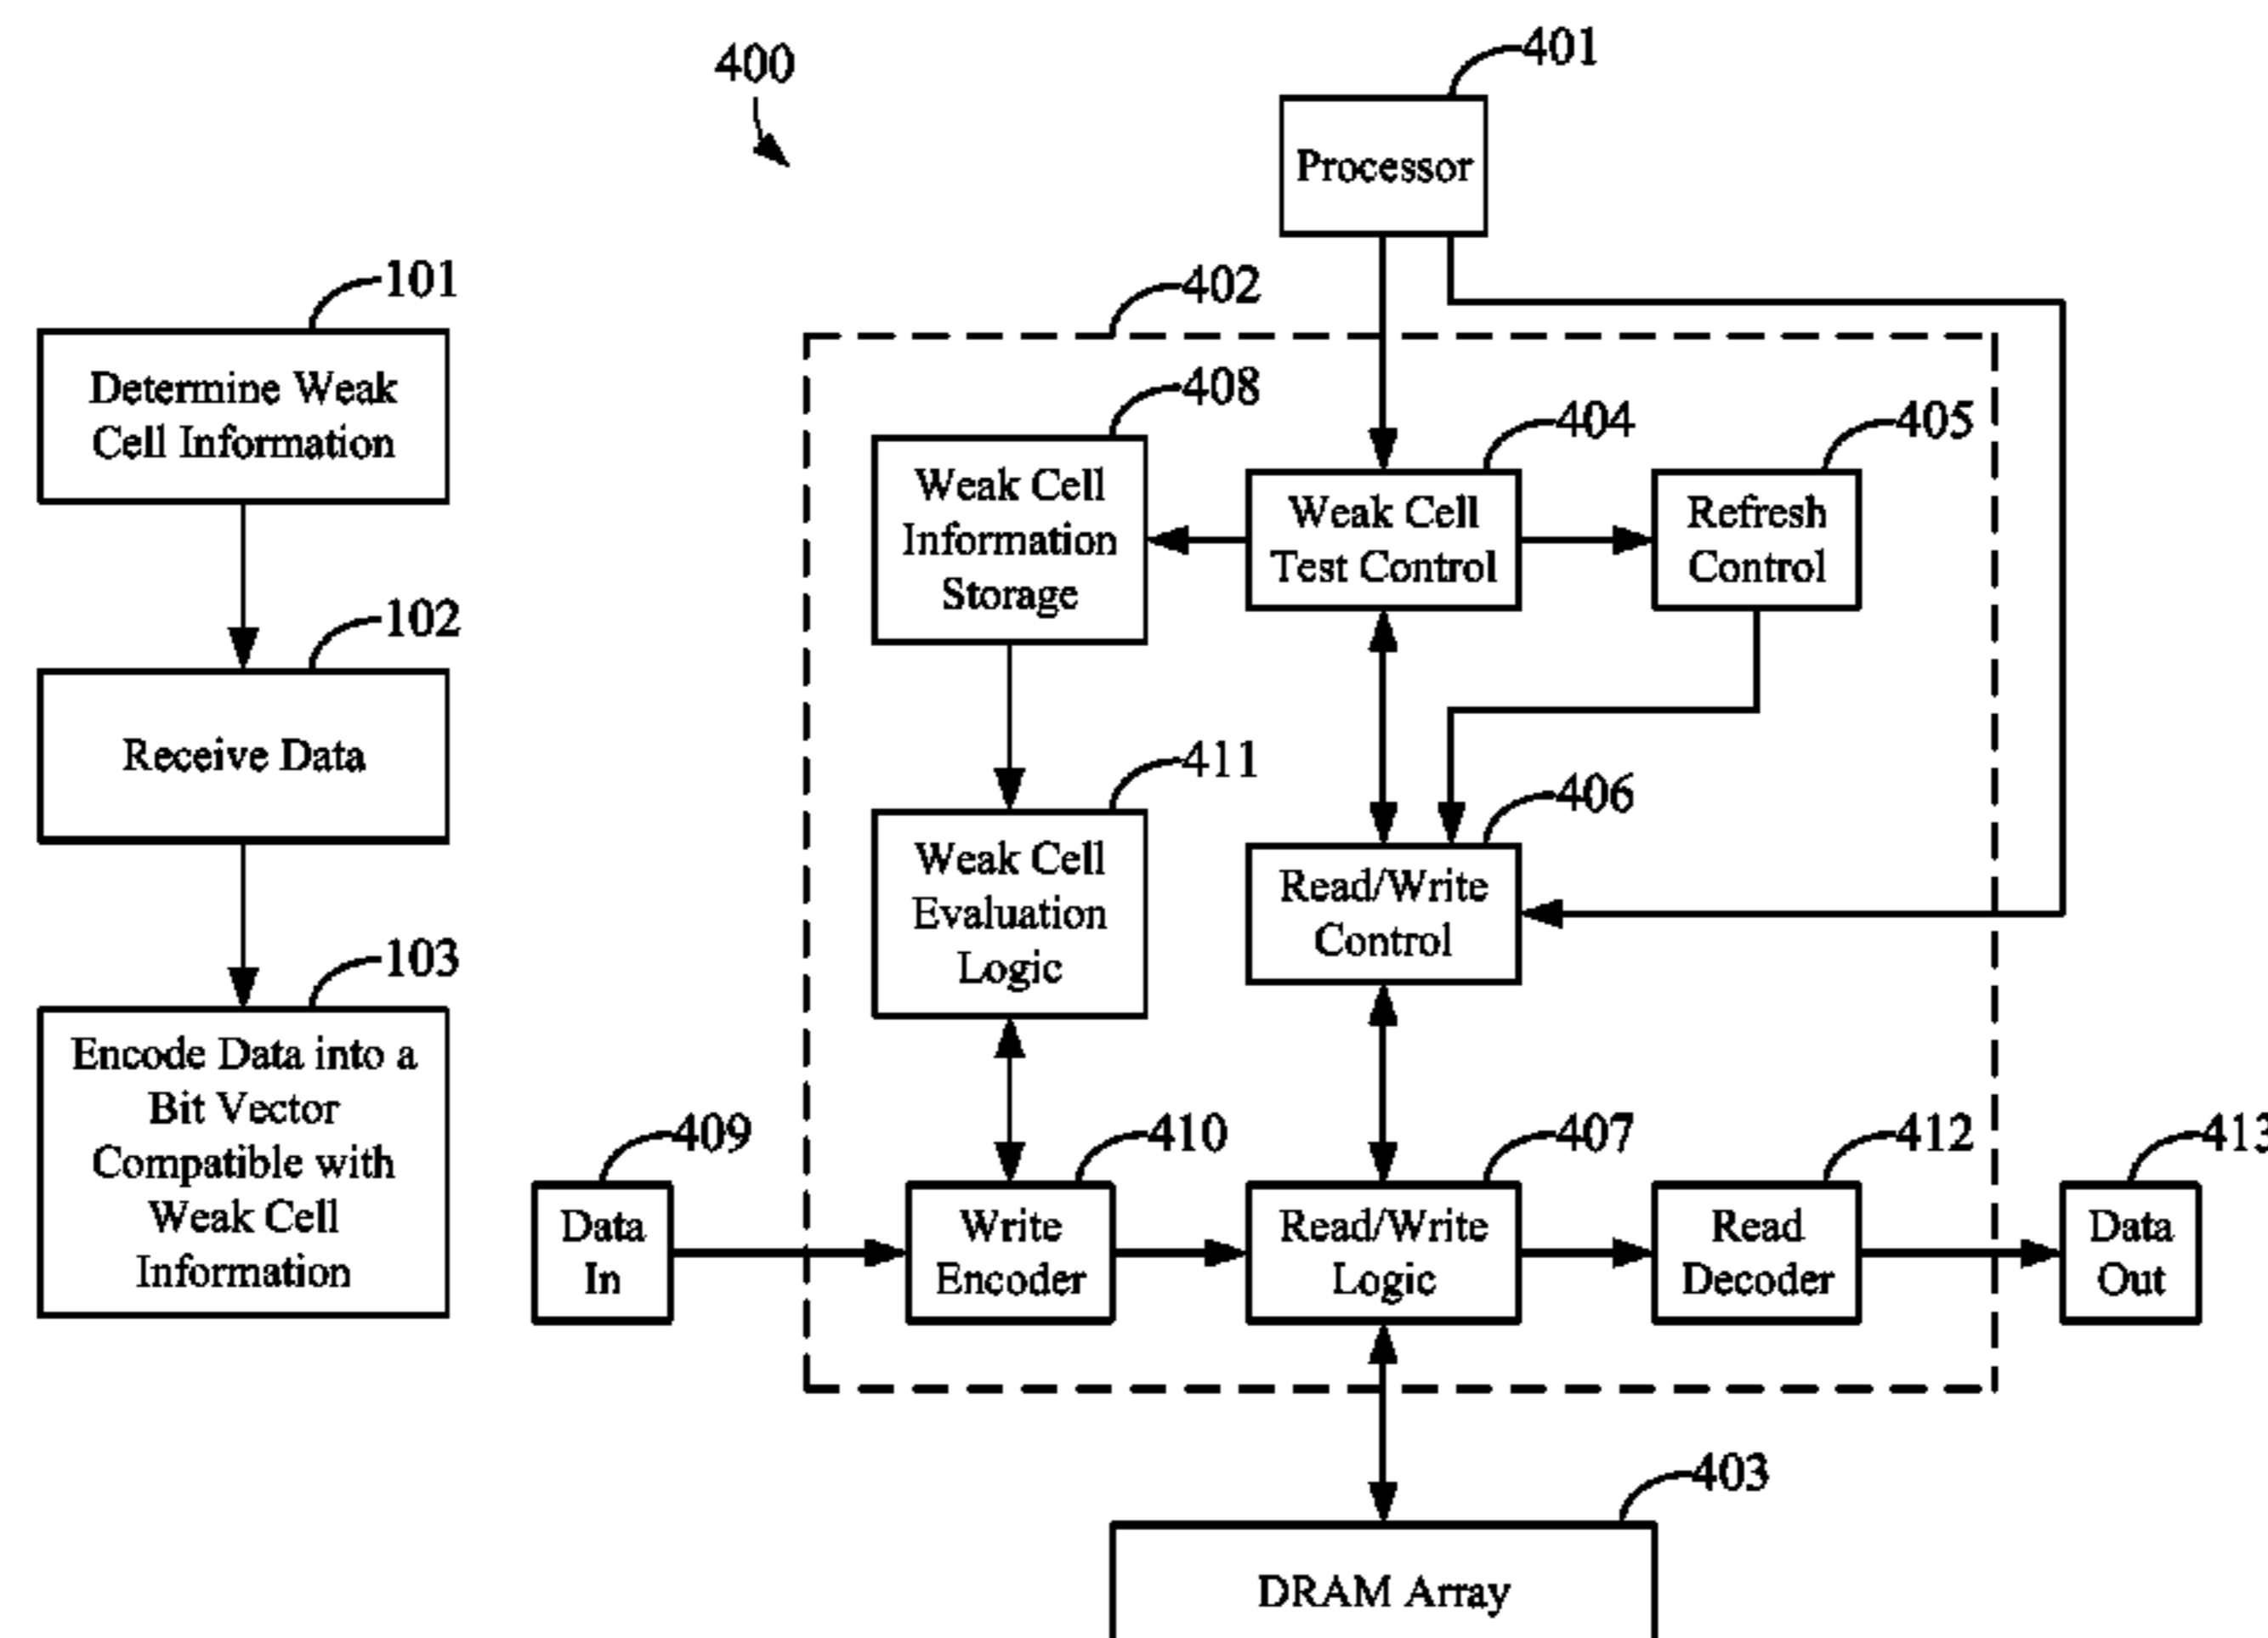 101
Determine Weak
Cell Information
102
Receive Data
103
Encode Data into a
Bit Vector
Compatible with
Weak Cell
Information
400
401
Processor
402
408
Weak Cell
Information
Storage
404
Weak Cell
Test Control
405
Refresh
Control
411
Weak Cell
Evaluation
Logic
406
Read/Write
Control
409
Data
In
410
Write
Encoder
407
Read/Write
Logic
412
Read
Decoder
413
Data
Out
403
DRAM Array